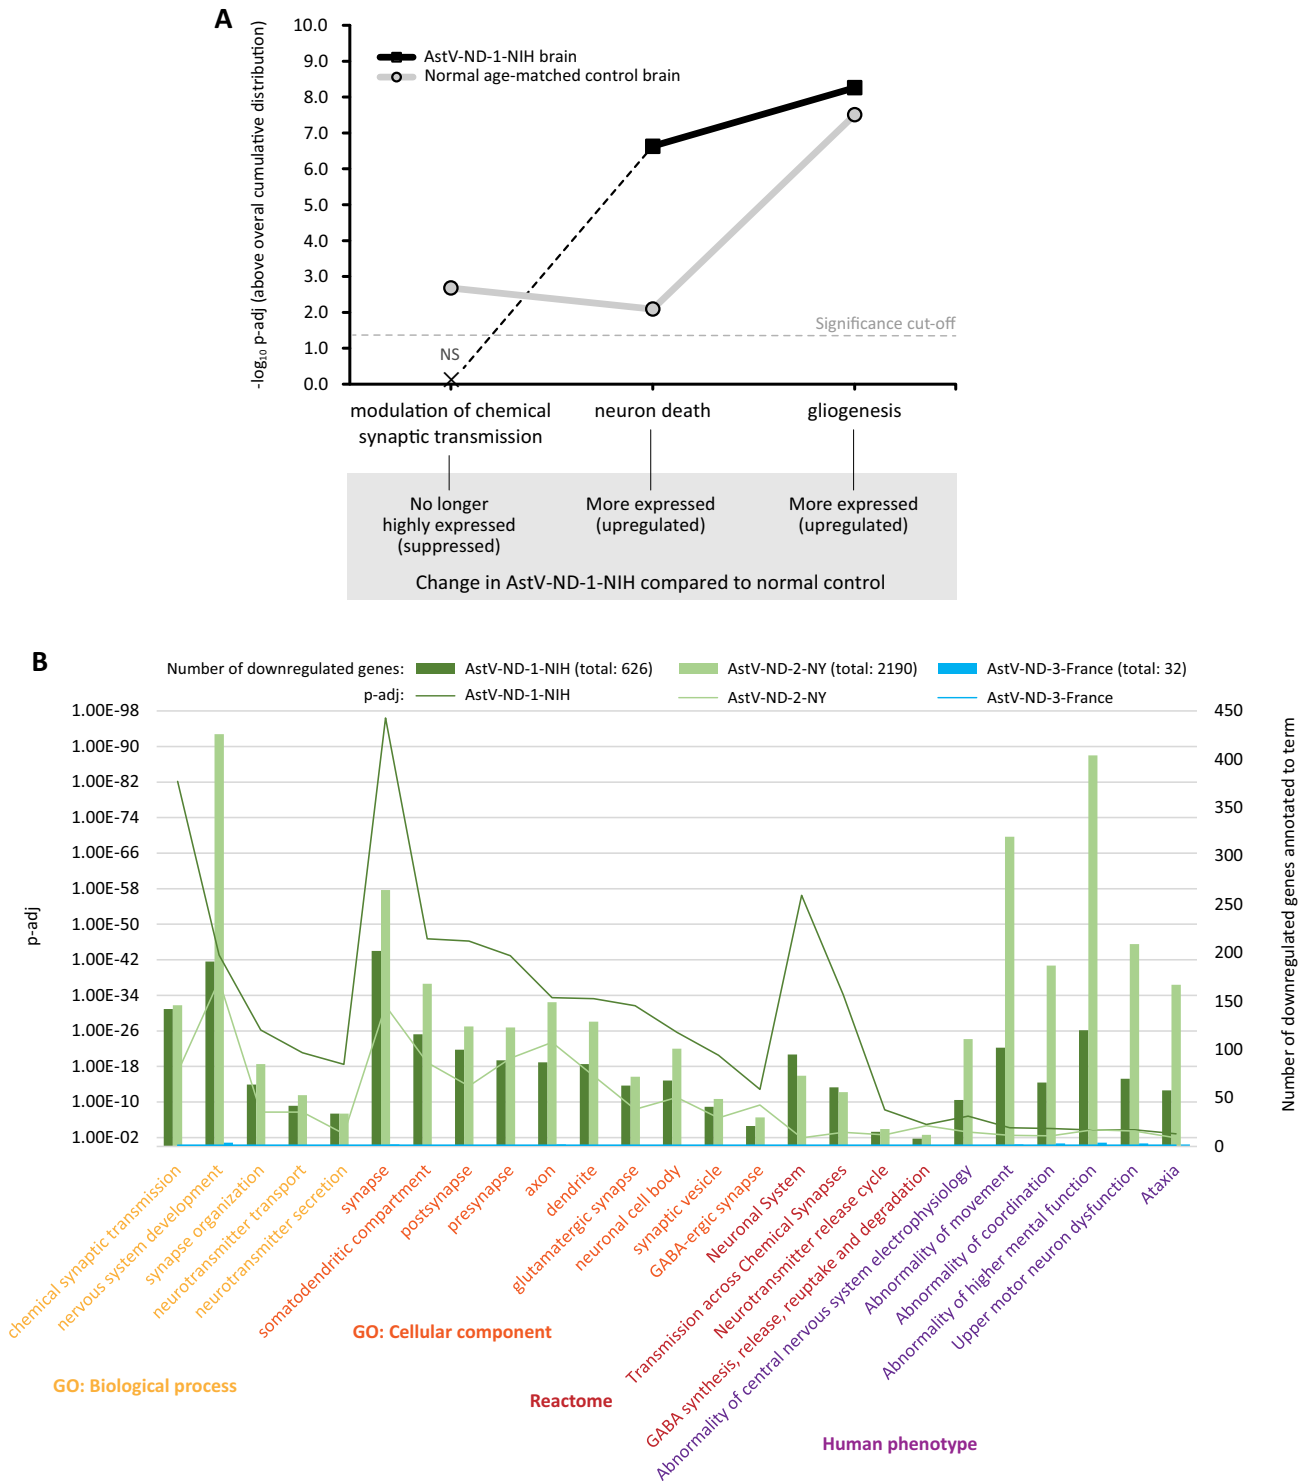 A
-log10 p-adj (above overal cumulative distribution)
10.0
9.0
8.0
7.0
6.0
5.0
4.0
3.0
2.0
1.0
0.0
AstV-ND-1-NIH brain
Normal age-matched control brain
Significance cut-off
NS
modulation of chemical
synaptic transmission
neuron death
gliogenesis
No longer
highly expressed
(suppressed)
More expressed
(upregulated)
More expressed
(upregulated)
Change in AstV-ND-1-NIH compared to normal control
B
Number of downregulated genes:
AstV-ND-1-NIH (total: 626)
AstV-ND-2-NY (total: 2190)
AstV-ND-3-France (total: 32)
p-adj:
AstV-ND-1-NIH
AstV-ND-2-NY
AstV-ND-3-France
p-adj
1.00E-98
1.00E-90
1.00E-82
1.00E-74
1.00E-66
1.00E-58
1.00E-50
1.00E-42
1.00E-34
1.00E-26
1.00E-18
1.00E-10
1.00E-02
450
400
350
300
250
200
150
100
50
0
Number of downregulated genes annotated to term
chemical synaptic transmission
nervous system development
synapse organization
neurotransmitter transport
neurotransmitter secretion
synapse
somatodendritic compartment
postsynapse
presynapse
axon
dendrite
glutamatergic synapse
neuronal cell body
synaptic vesicle
GABA-ergic synapse
Neuronal System
Transmission across Chemical Synapses
Neurotransmitter release cycle
GABA synthesis, release, reuptake and degradation
Abnormality of central nervous system electrophysiology
Abnormality of movement
Abnormality of coordination
Abnormality of higher mental function
Upper motor neuron dysfunction
Ataxia
GO: Biological process
GO: Cellular component
Reactome
Human phenotype